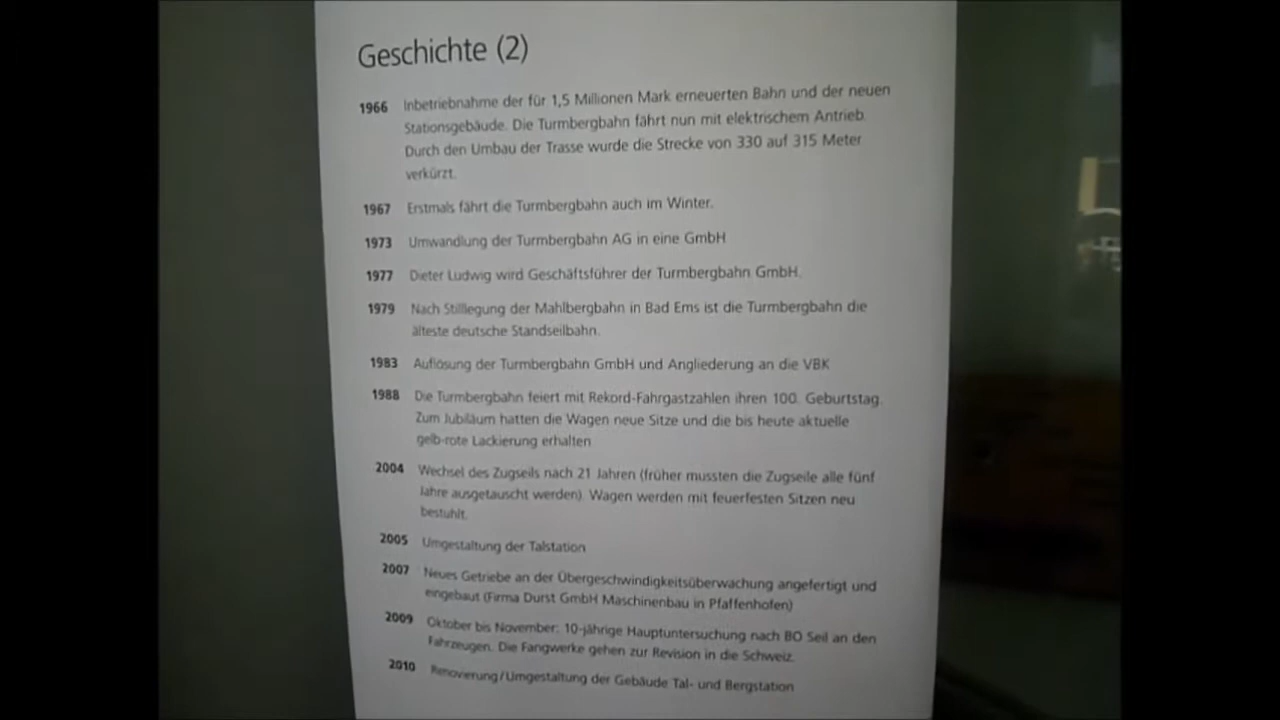 Geschichte (2)
1966 Inbetriebnahme der für 1,5 Millionen Mark erneuerten Bahn und der neuen
Stationsgebäude. Die Turmbergbahn fährt nun mit elektrischem Antrieb.
Durch den Umbau der Trasse wurde die Strecke von 330 auf 315 Meter
verkürzt.
1967 Erstmals fährt die Turmbergbahn auch im Winter.
1973 Umwandlung der Turmbergbahn AG in eine GmbH
1977 Dieter Ludwig wird Geschäftsführer der Turmbergbahn GmbH.
1979 Nach Stilllegung der Mahlbergbahn in Bad Ems ist die Turmbergbahn die
älteste deutsche Standseilbahn.
1983 Auflösung der Turmbergbahn GmbH und Angliederung an die VBK
1988 Die Turmbergbahn feiert mit Rekord-Fahrgastzahlen ihren 100. Geburtstag.
Zum Jubiläum hatten die Wagen neue Sitze und die bis heute aktuelle
gelb-rote Lackierung erhalten
2004 Wechsel des Zugseils nach 21 Jahren (früher mussten die Zugseile alle fünf
Jahre ausgetauscht werden). Wagen werden mit feuerfesten Sitzen neu
bestuhlt.
2005 Umgestaltung der Talstation
2007 Neues Getriebe an der Übergeschwindigkeitsüberwachung angefertigt und
eingebaut (Firma Durst GmbH Maschinenbau in Pfaffenhofen)
2009 Oktober bis November: 10-jährige Hauptuntersuchung nach BO Seil an den
Fahrzeugen. Die Fangwerke gehen zur Revision in die Schweiz.
2010 Renovierung/Umgestaltung der Gebäude Tal- und Bergstation